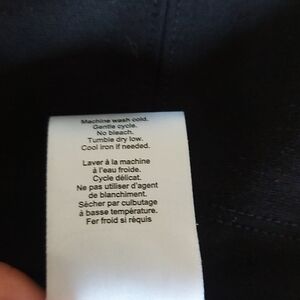 Machine wash cold.
Gentle cycle.
No bleach.
Tumble dry low.
Cool iron if needed.
Laver à la machine
à l'eau froide.
Cycle délicat.
Ne pas utiliser d'agent
de blanchiment.
Sécher par culbutage
à basse température.
Fer froid si réquis